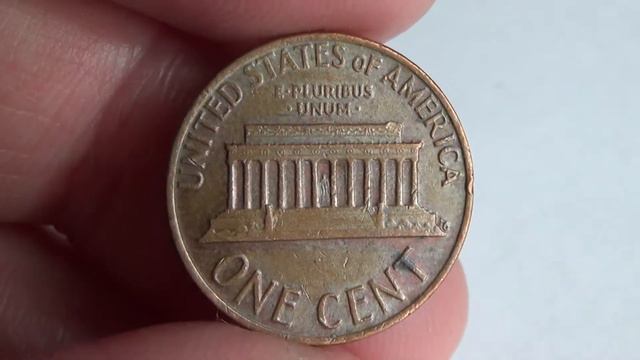 UNITED STATES OF AMERICA
E·PLURIBUS
·UNUM·
ONE CENT